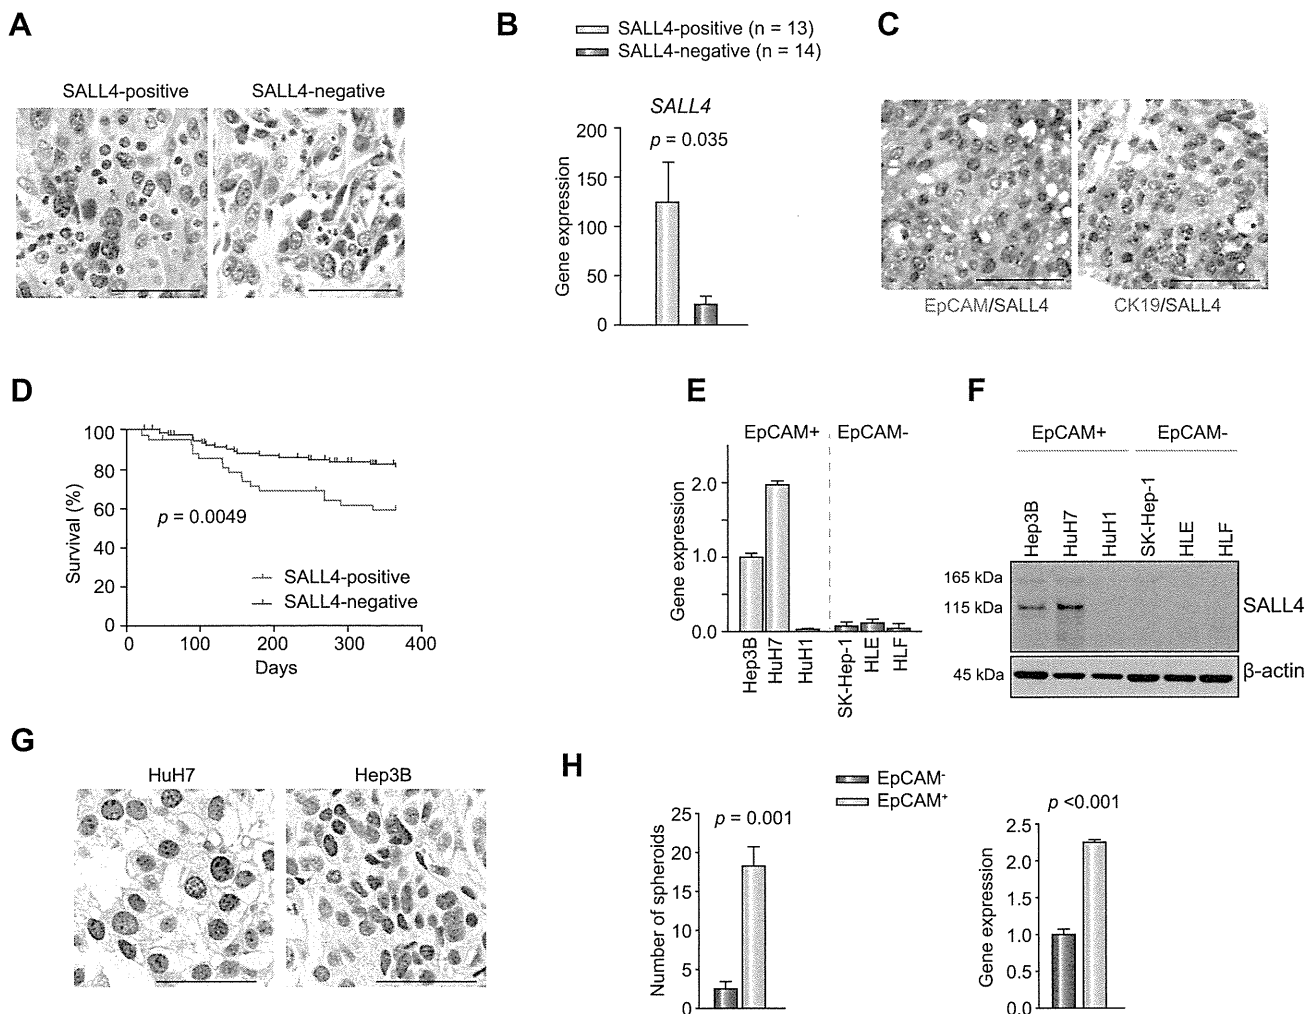 A
SALL4-positive
SALL4-negative
B
SALL4-positive (n = 13)
SALL4-negative (n = 14)
SALL4
p = 0.035
Gene expression
200
150
100
50
0
C
EpCAM/SALL4
CK19/SALL4
D
Survival (%)
100
80
60
40
20
0
p = 0.0049
SALL4-positive
SALL4-negative
0 100 200 300 400
Days
E
EpCAM+ EpCAM-
Gene expression
2.0
1.0
0.0
Hep3B
HuH7
HuH1
SK-Hep-1
HLE
HLF
F
EpCAM+ EpCAM-
Hep3B
HuH7
HuH1
SK-Hep-1
HLE
HLF
165 kDa
115 kDa
SALL4
45 kDa
β-actin
G
HuH7
Hep3B
H
EpCAM-
EpCAM+
p = 0.001
Number of spheroids
25
20
15
10
5
0
p <0.001
Gene expression
2.5
2.0
1.5
1.0
0.5
0.0